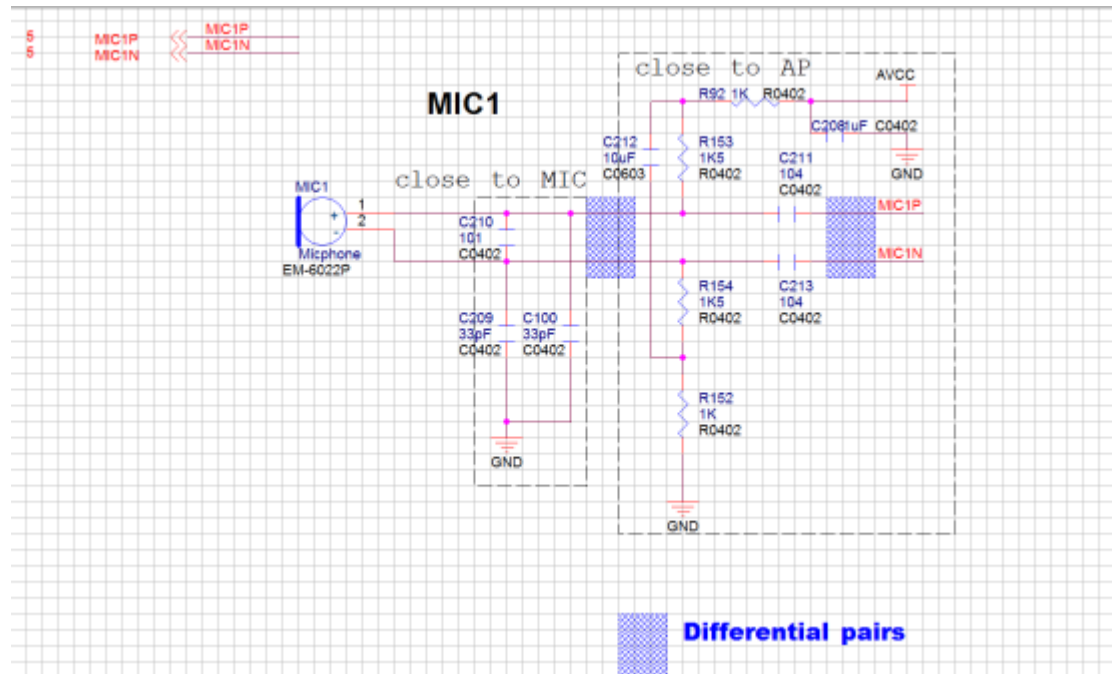 5 MIC1P MIC1P
5 MIC1N MIC1N
close to AP
AVCC
R92 1K R0402
MIC1
C208 1uF C0402
C212
10uF
C0603
R153
1K5
R0402
C211
104
C0402
GND
close to MIC
MIC1
1
2
+
-
Micphone
EM-6022P
C210
101
C0402
MIC1P
MIC1N
R154
1K5
R0402
C213
104
C0402
C209
33pF
C0402
C100
33pF
C0402
R152
1K
R0402
GND
GND
Differential pairs